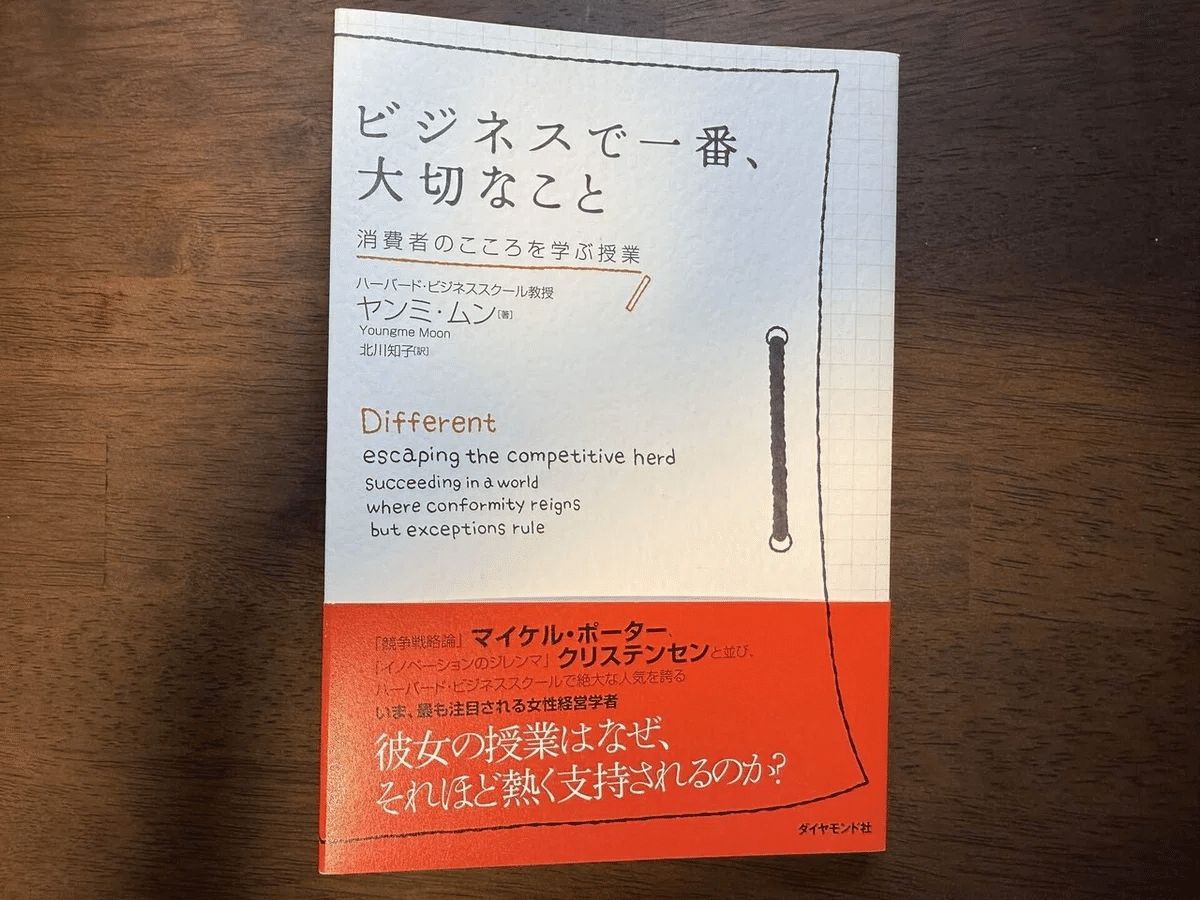 ビジネスで一番、
大切なこと
消費者のこころを学ぶ授業
ハーバード・ビジネススクール教授
ヤンミ・ムン[著]
Youngme Moon
北川知子[訳]
Different
escaping the competitive herd
succeeding in a world
where conformity reigns
but exceptions rule
「競争戦略論」マイケル・ポーター、
「イノベーションのジレンマ」クリステンセンと並び、
ハーバード・ビジネススクールで絶大な人気を誇る
いま、最も注目される女性経営学者
彼女の授業はなぜ、
それほど熱く支持されるのか?
ダイヤモンド社